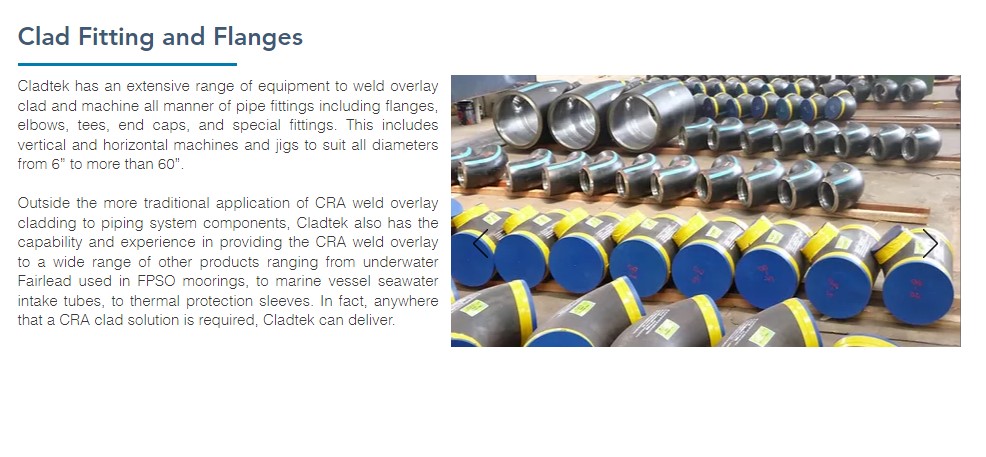 Clad Fitting and Flanges
Cladtek has an extensive range of equipment to weld overlay
clad and machine all manner of pipe fittings including flanges,
elbows, tees, end caps, and special fittings. This includes
vertical and horizontal machines and jigs to suit all diameters
from 6” to more than 60”.
Outside the more traditional application of CRA weld overlay
cladding to piping system components, Cladtek also has the
capability and experience in providing the CRA weld overlay
to a wide range of other products ranging from underwater
Fairlead used in FPSO moorings, to marine vessel seawater
intake tubes, to thermal protection sleeves. In fact, anywhere
that a CRA clad solution is required, Cladtek can deliver.